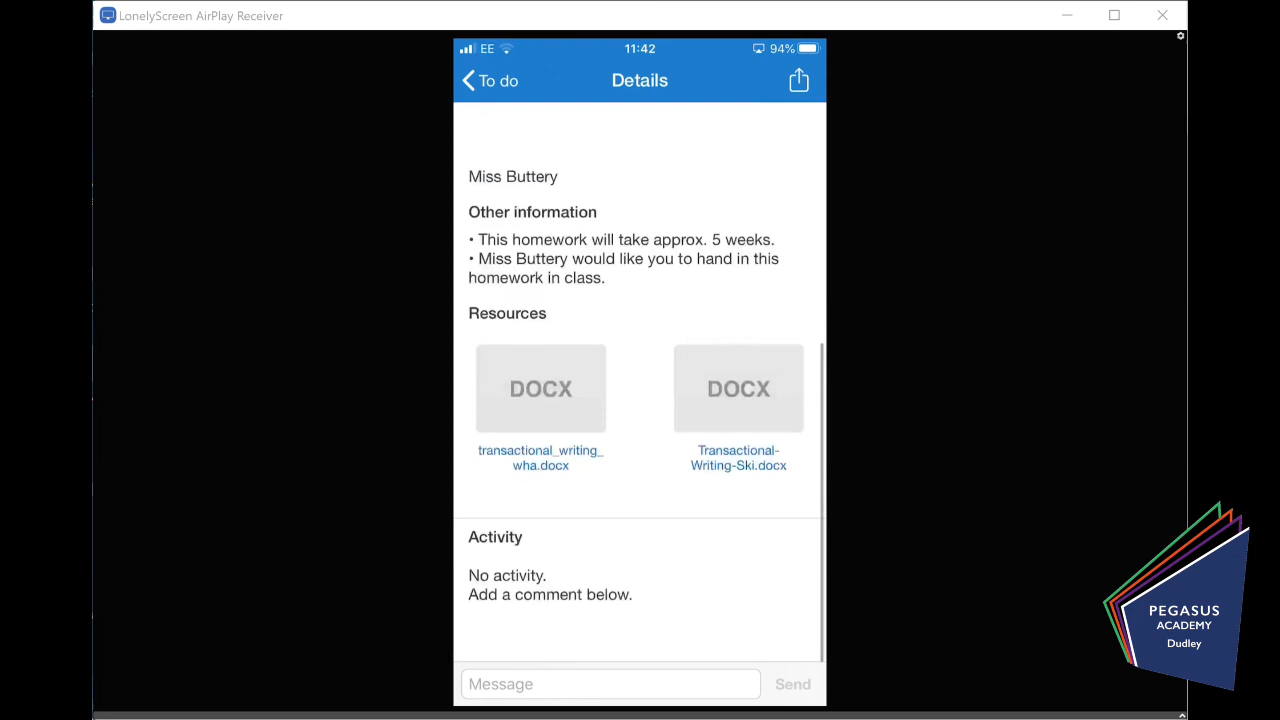 LonelyScreen AirPlay Receiver
EE 11:42 94%
To do Details
Miss Buttery
Other information
• This homework will take approx. 5 weeks.
• Miss Buttery would like you to hand in this
homework in class.
Resources
DOCX DOCX
transactional_writing_
wha.docx
Transactional-
Writing-Ski.docx
Activity
No activity.
Add a comment below.
Message Send
PEGASUS
ACADEMY
Dudley